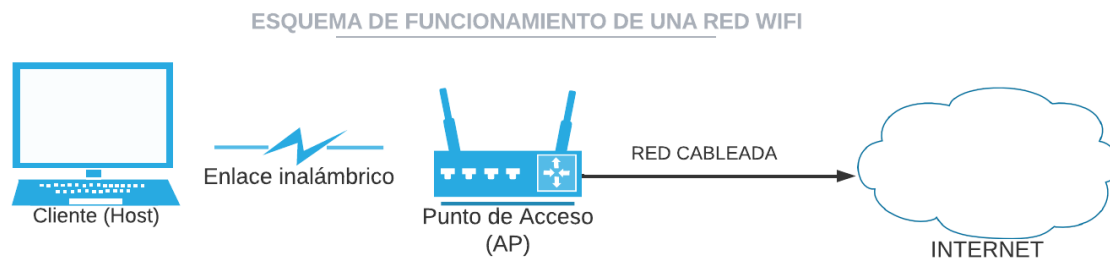 ESQUEMA DE FUNCIONAMIENTO DE UNA RED WIFI
RED CABLEADA
Enlace inalámbrico
Cliente (Host)
Punto de Acceso
(AP)
INTERNET